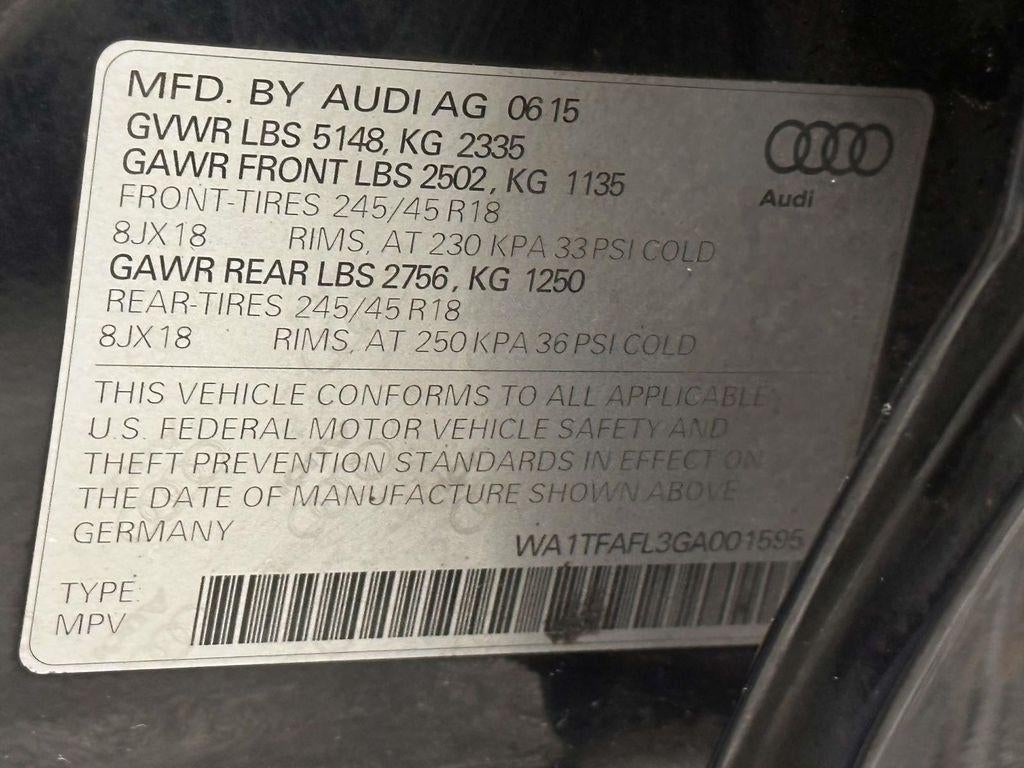 MFD. BY AUDI AG 06 15
GVWR LBS 5148, KG 2335
GAWR FRONT LBS 2502, KG 1135
FRONT-TIRES 245/45 R18
8JX18 RIMS, AT 230 KPA 33 PSI COLD
GAWR REAR LBS 2756, KG 1250
REAR-TIRES 245/45 R18
8JX18 RIMS, AT 250 KPA 36 PSI COLD
Audi
THIS VEHICLE CONFORMS TO ALL APPLICABLE
U.S. FEDERAL MOTOR VEHICLE SAFETY AND
THEFT PREVENTION STANDARDS IN EFFECT ON
THE DATE OF MANUFACTURE SHOWN ABOVE
GERMANY
WA1TFAFL3GA001595
TYPE:
MPV